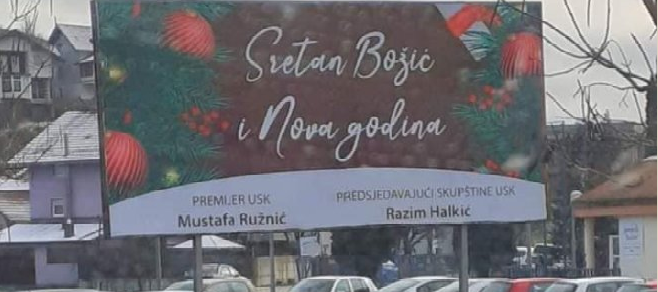 Sretan Božić
i Nova godina
PREMIJER USK
Mustafa Ružnić
PREDSJEDAVAJUĆI SKUPŠTINE USK
Razim Halkić